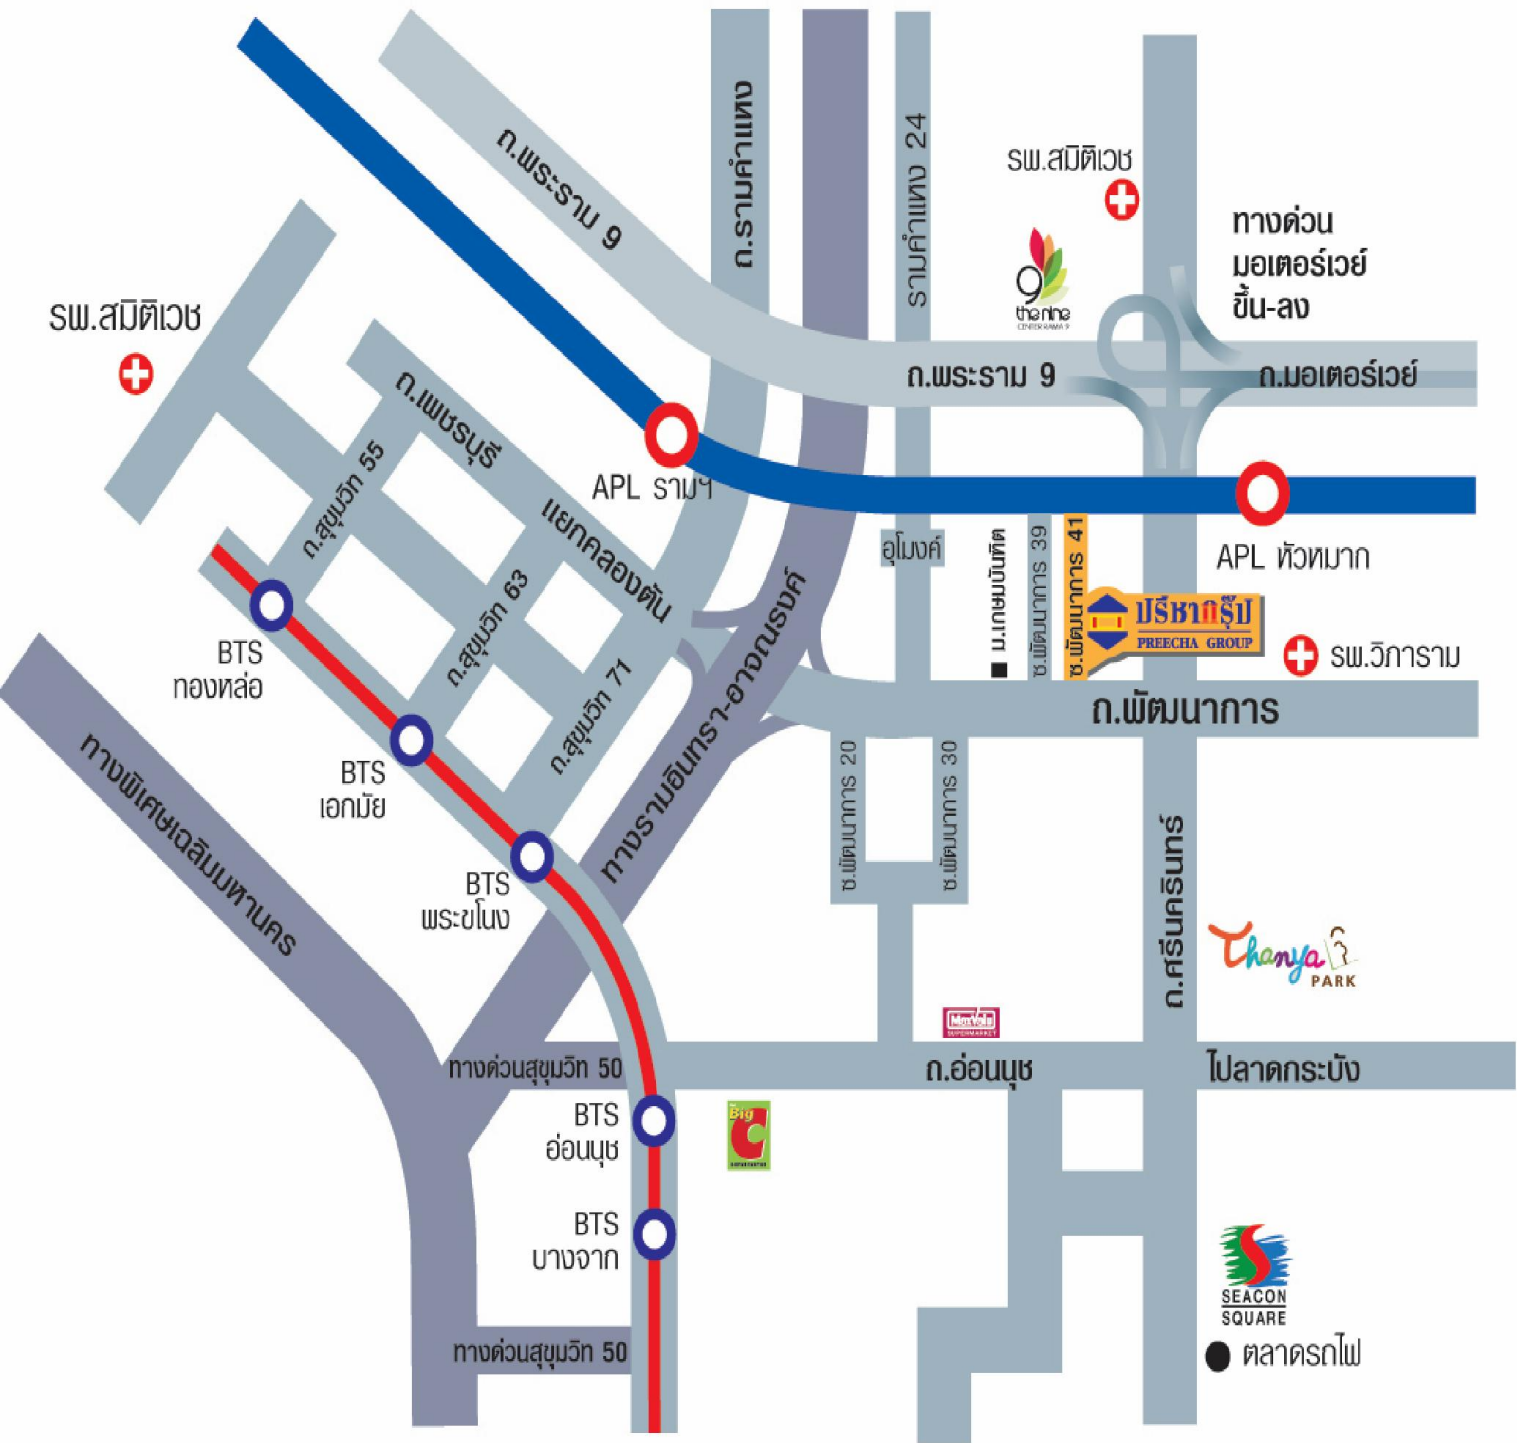 ถ.พระราม 9
ถ.รามคำแหง
รามคำแหง 24
รพ.สมิติเวช
ทางด่วน
มอเตอร์เวย์
ขึ้น-ลง
9
the nine
CENTER RAMA 9
รพ.สมิติเวช
ถ.พระราม 9
ถ.มอเตอร์เวย์
ถ.เพชรบุรี
ถ.สุขุมวิท 55
APL รามฯ
แยกคลองตัน
อุโมงค์
ม.เกษมบันฑิต
ซ.พัฒนาการ 39
ซ.พัฒนาการ 41
APL หัวหมาก
ปรีชากรุ๊ป
PREECHA GROUP
รพ.วิภาราม
ถ.สุขุมวิท 63
ถ.สุขุมวิท 71
BTS
ทองหล่อ
ทางรามอินทรา-อาจณรงค์
ถ.พัฒนาการ
ซ.พัฒนาการ 20
ซ.พัฒนาการ 30
BTS
เอกมัย
ทางพิเศษเฉลิมมหานคร
BTS
พระขโนง
ถ.ศรีนครินทร์
Thanya
PARK
MaxValu
SUPERMARKET
ทางด่วนสุขุมวิท 50
ถ.อ่อนนุช
ไปลาดกระบัง
BTS
อ่อนนุช
Big
C
BTS
บางจาก
SEACON
SQUARE
ทางด่วนสุขุมวิท 50
ตลาดรถไฟ